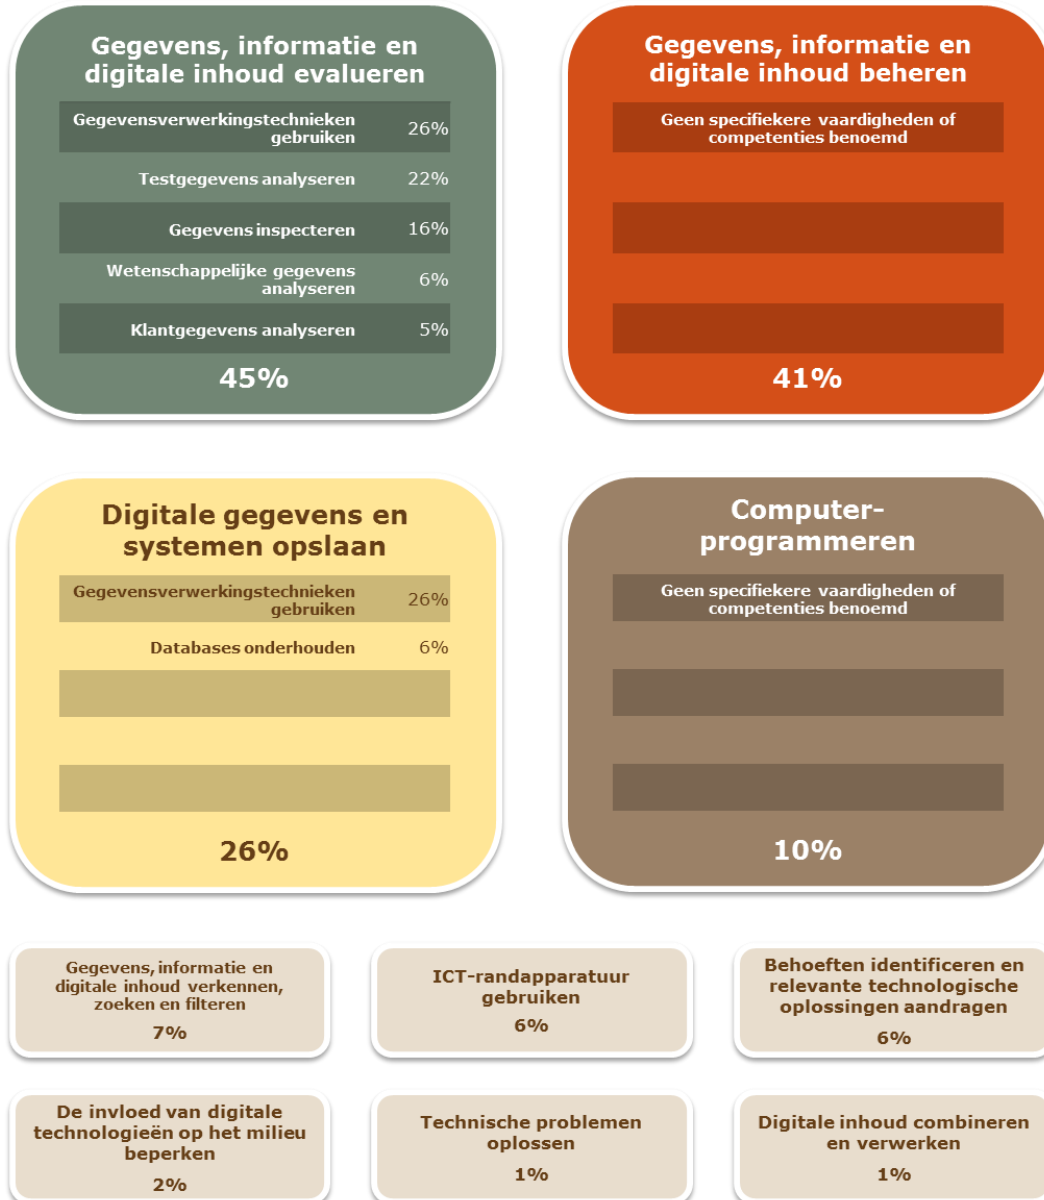 Gegevens, informatie en
digitale inhoud evalueren
Gegevensverwerkingstechnieken
gebruiken 26%
Testgegevens analyseren 22%
Gegevens inspecteren 16%
Wetenschappelijke gegevens
analyseren 6%
Klantgegevens analyseren 5%
45%
Gegevens, informatie en
digitale inhoud beheren
Geen specifiekere vaardigheden of
competenties benoemd
41%
Digitale gegevens en
systemen opslaan
Gegevensverwerkingstechnieken
gebruiken 26%
Databases onderhouden 6%
26%
Computer-
programmeren
Geen specifiekere vaardigheden of
competenties benoemd
10%
Gegevens, informatie en
digitale inhoud verkennen,
zoeken en filteren
7%
ICT-randapparatuur
gebruiken
6%
Behoeften identificeren en
relevante technologische
oplossingen aandragen
6%
De invloed van digitale
technologieën op het milieu
beperken
2%
Technische problemen
oplossen
1%
Digitale inhoud combineren
en verwerken
1%